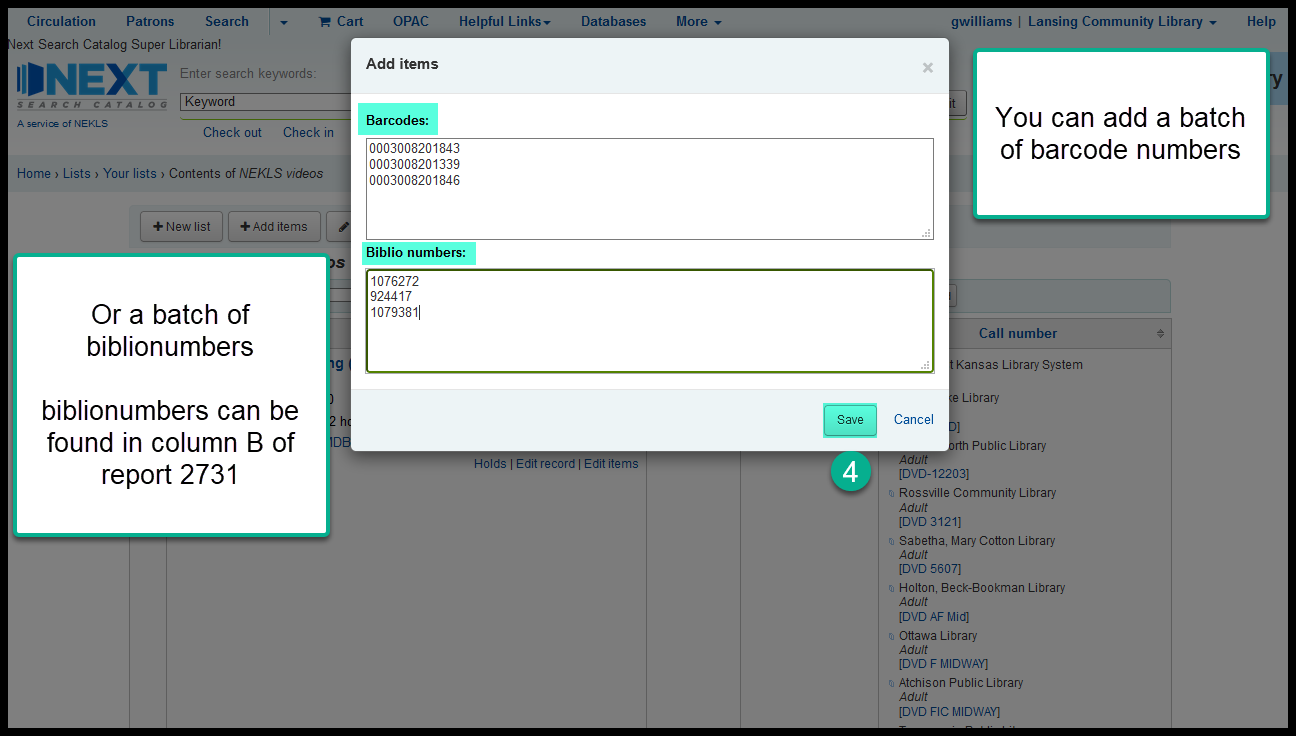 Circulation Patrons Search Cart OPAC Helpful Links Databases More gwilliams | Lansing Community Library Help
Next Search Catalog Super Librarian!
NEXT
SEARCH CATALOG
A service of NEKLS
Enter search keywords:
Keyword
Check out Check in
Home › Lists › Your lists › Contents of NEKLS videos
New list Add items
Add items
×
Barcodes:
0003008201843
0003008201339
0003008201846
Biblio numbers:
1076272
924417
1079381
Save Cancel
4
You can add a batch
of barcode numbers
Or a batch of
biblionumbers
biblionumbers can be
found in column B of
report 2731
Holds | Edit record | Edit items
Call number
Kansas Library System
Library
Public Library
Adult
[DVD-12203]
Rossville Community Library
Adult
[DVD 3121]
Sabetha, Mary Cotton Library
Adult
[DVD 5607]
Holton, Beck-Bookman Library
Adult
[DVD AF Mid]
Ottawa Library
Adult
[DVD F MIDWAY]
Atchison Public Library
Adult
[DVD FIC MIDWAY]